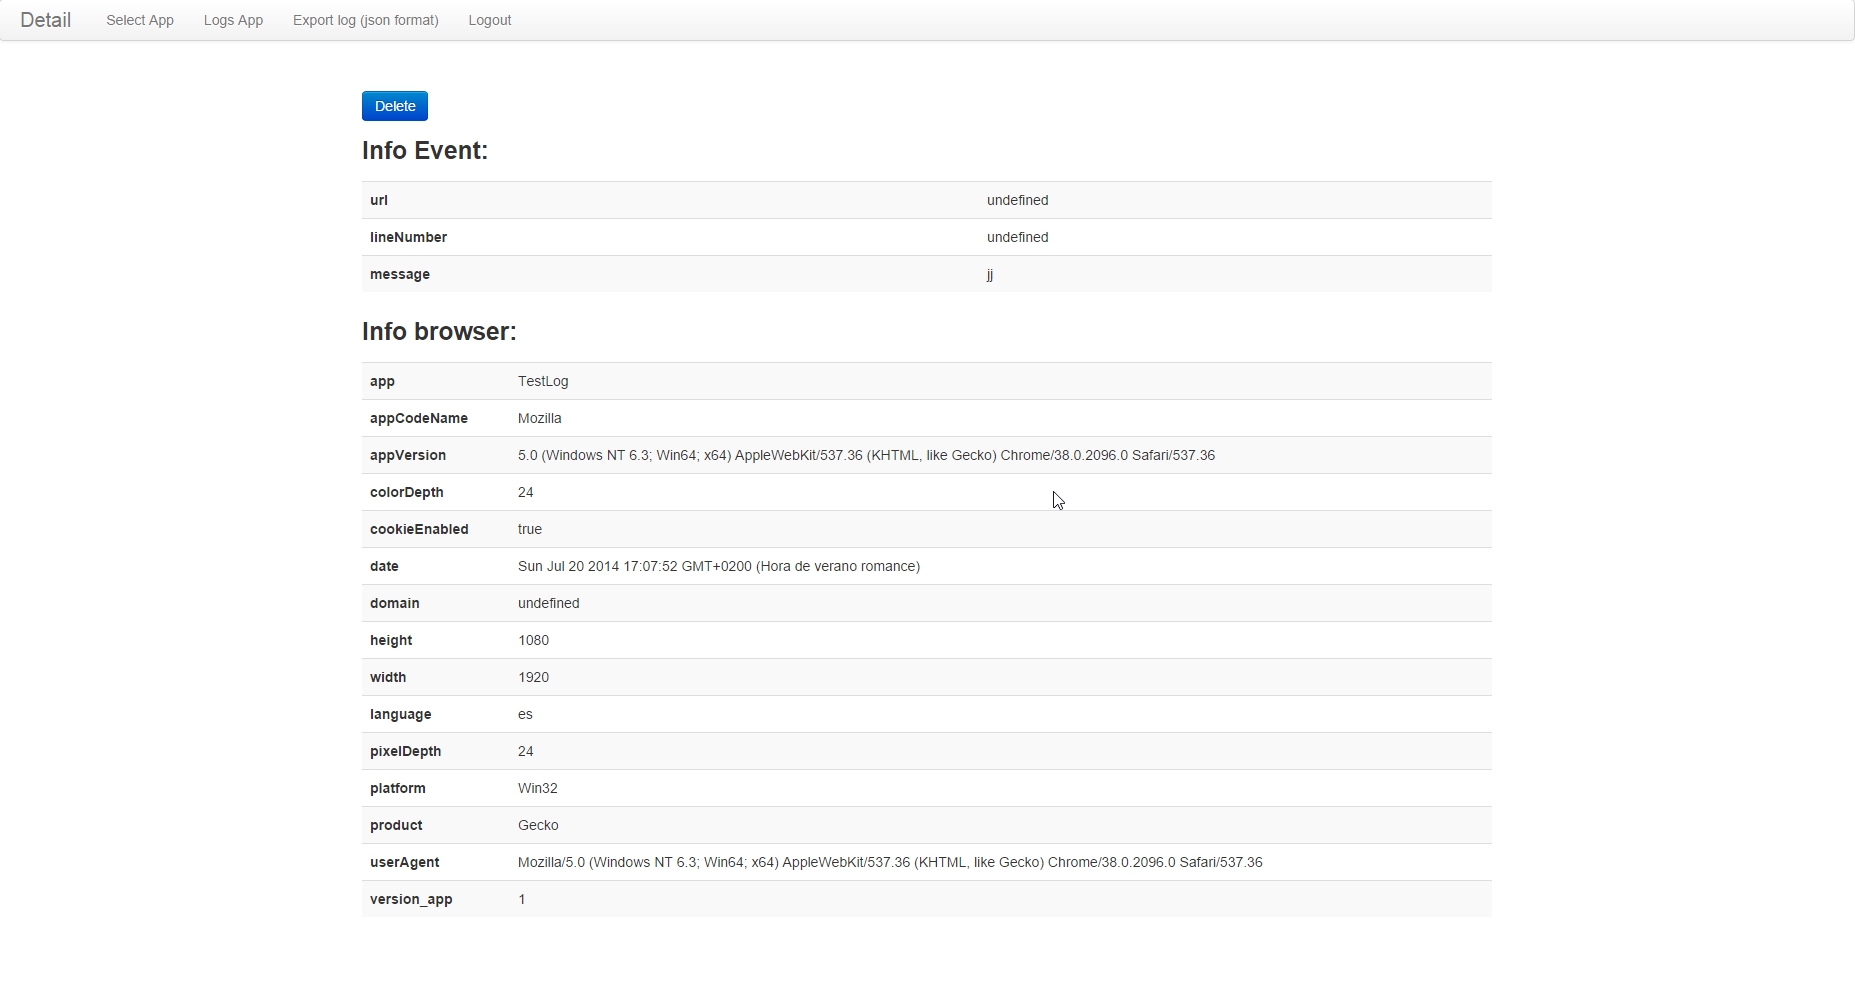 Detail Select App Logs App Export log (json format) Logout
Delete
Info Event:
url undefined
lineNumber undefined
message jj
Info browser:
app TestLog
appCodeName Mozilla
appVersion 5.0 (Windows NT 6.3; Win64; x64) AppleWebKit/537.36 (KHTML, like Gecko) Chrome/38.0.2096.0 Safari/537.36
colorDepth 24
cookieEnabled true
date Sun Jul 20 2014 17:07:52 GMT+0200 (Hora de verano romance)
domain undefined
height 1080
width 1920
language es
pixelDepth 24
platform Win32
product Gecko
userAgent Mozilla/5.0 (Windows NT 6.3; Win64; x64) AppleWebKit/537.36 (KHTML, like Gecko) Chrome/38.0.2096.0 Safari/537.36
version_app 1